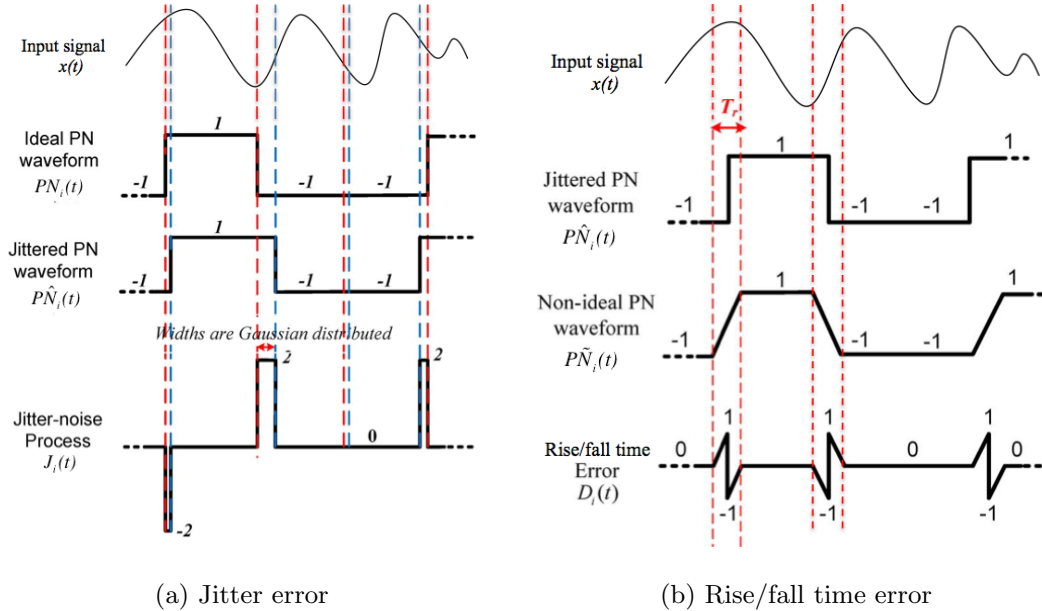 Input signal
x(t)
Ideal PN
waveform
PN_i(t)
-1
1
-1
-1
Jittered PN
waveform
PN̂_i(t)
-1
1
-1
-1
Widths are Gaussian distributed
2
2
0
-2
Jitter-noise
Process
J_i(t)
(a) Jitter error
Input signal
x(t)
T_r
Jittered PN
waveform
PN̂_i(t)
-1
1
-1
-1
1
Non-ideal PN
waveform
PÑ_i(t)
-1
1
-1
-1
1
Rise/fall time
Error
D_i(t)
0
1
-1
1
-1
0
1
-1
0
(b) Rise/fall time error